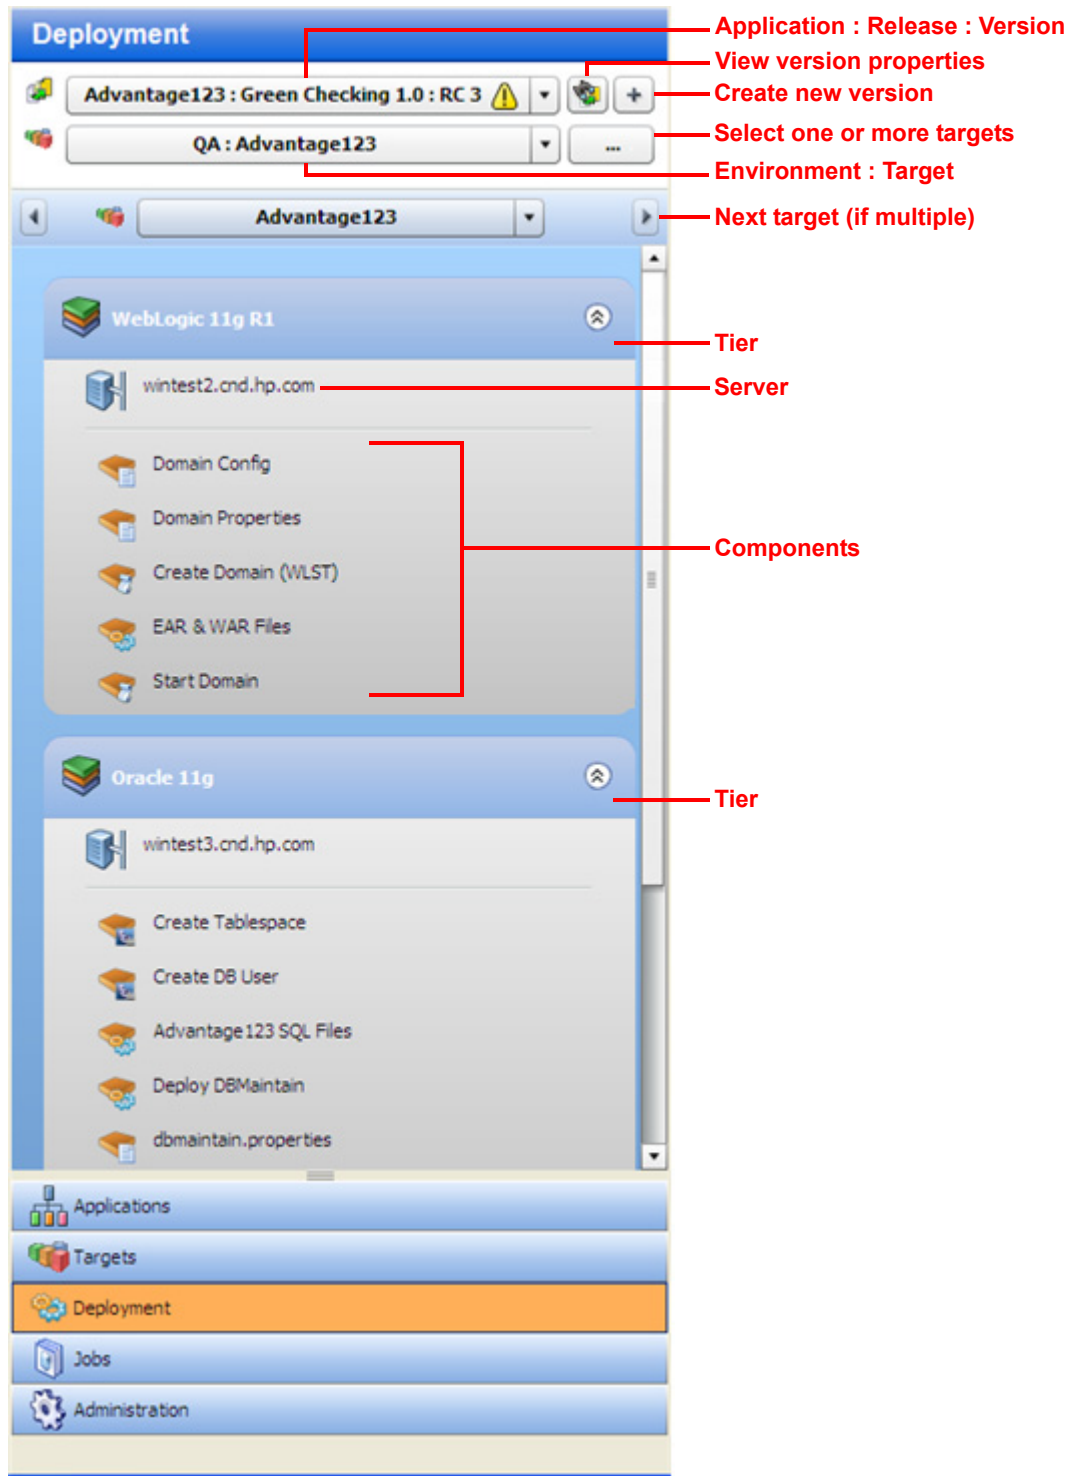 Deployment
Application : Release : Version
View version properties
Advantage123 : Green Checking 1.0 : RC 3
Create new version
QA : Advantage123
...
Select one or more targets
Environment : Target
Advantage123
Next target (if multiple)
WebLogic 11g R1
Tier
wintest2.cnd.hp.com
Server
Domain Config
Domain Properties
Components
Create Domain (WLST)
EAR & WAR Files
Start Domain
Oracle 11g
Tier
wintest3.cnd.hp.com
Create Tablespace
Create DB User
Advantage123 SQL Files
Deploy DBMaintain
dbmaintain.properties
Applications
Targets
Deployment
Jobs
Administration